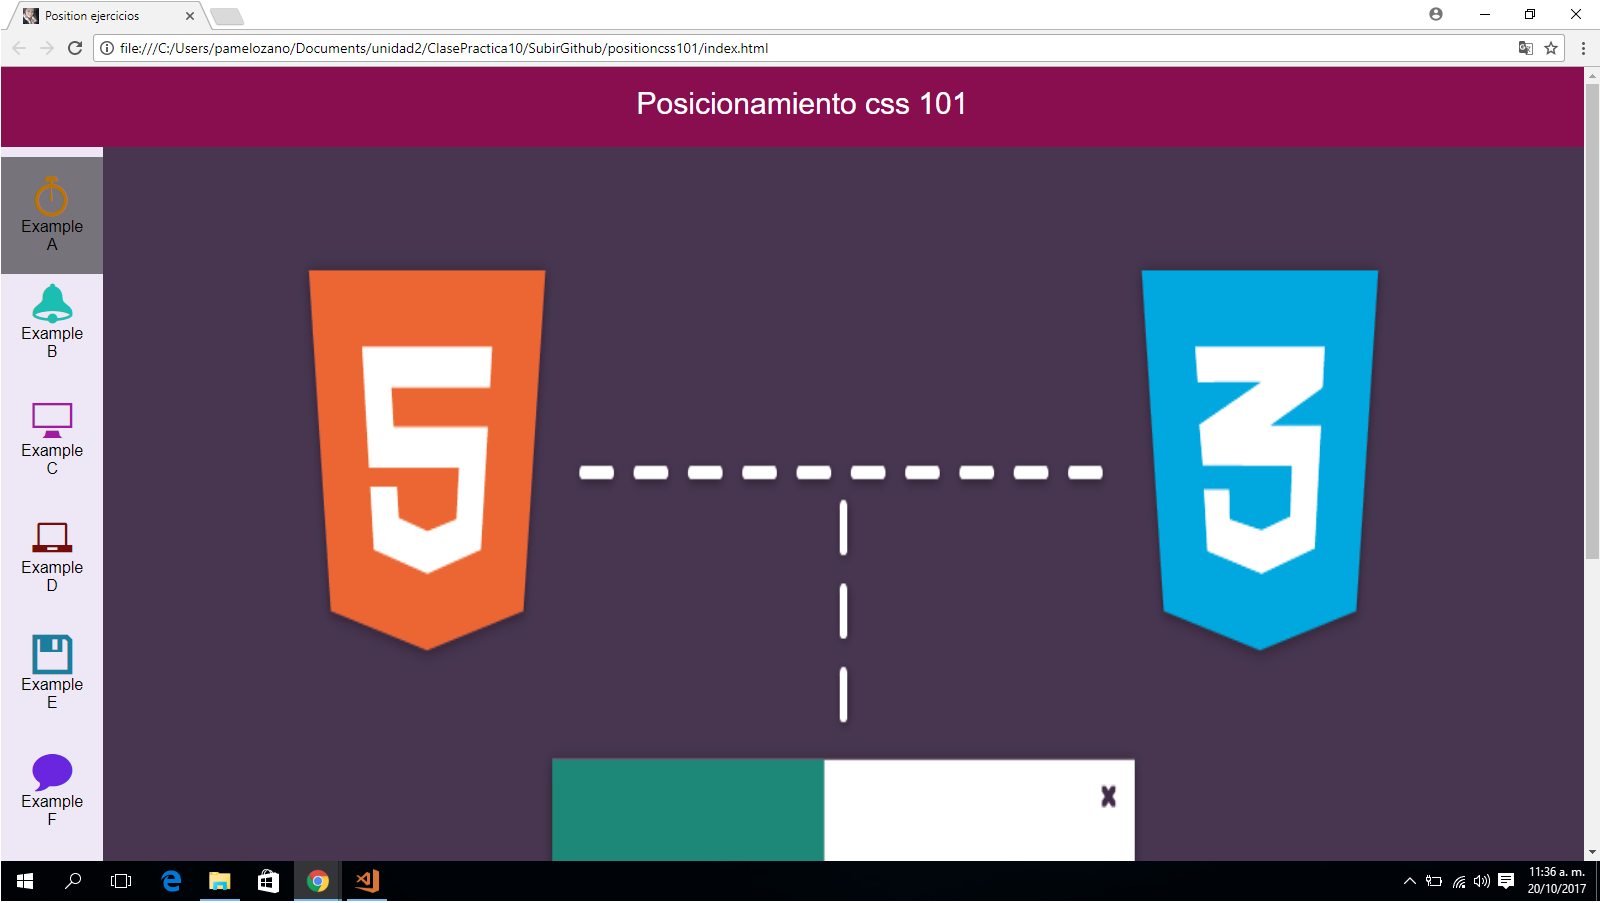 Position ejercicios
file:///C:/Users/pamelozano/Documents/unidad2/ClasePractica10/SubirGithub/positioncss101/index.html
Posicionamiento css 101
Example
A
Example
B
Example
C
Example
D
Example
E
Example
F
5
3
x
11:36 a. m.
20/10/2017